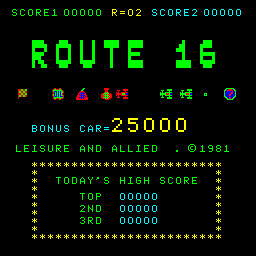 SCORE1 00000 R=02 SCORE2 00000
ROUTE 16
BONUS CAR=25000
LEISURE AND ALLIED . ©1981
TODAY'S HIGH SCORE
TOP 00000
2ND 00000
3RD 00000